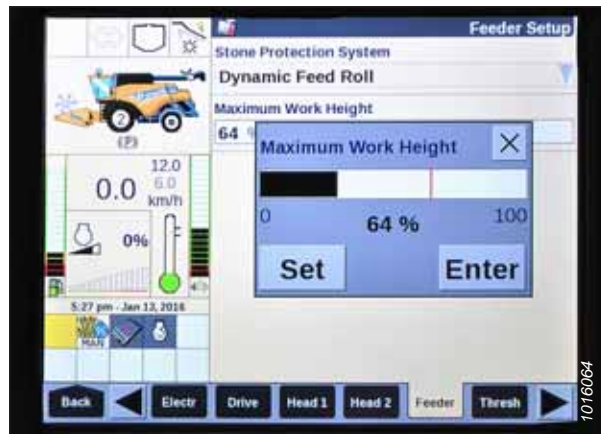 Feeder Setup
Stone Protection System
Dynamic Feed Roll
Maximum Work Height
64 %
Maximum Work Height
0
64 %
100
Set
Enter
2
(P)
12.0
6.0
0.0
km/h
0%
5:27 pm - Jan 13, 2016
MAN
Back
Electr
Drive
Head 1
Head 2
Feeder
Thresh
1016064